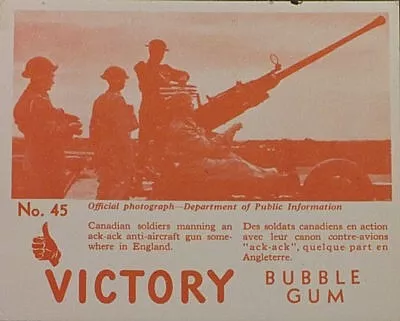 No. 45
Official photograph—Department of Public Information
Canadian soldiers manning an
ack-ack anti-aircraft gun some-
where in England.
Des soldats canadiens en action
avec leur canon contre-avions
"ack-ack", quelque part en
Angleterre.
VICTORY
BUBBLE
GUM